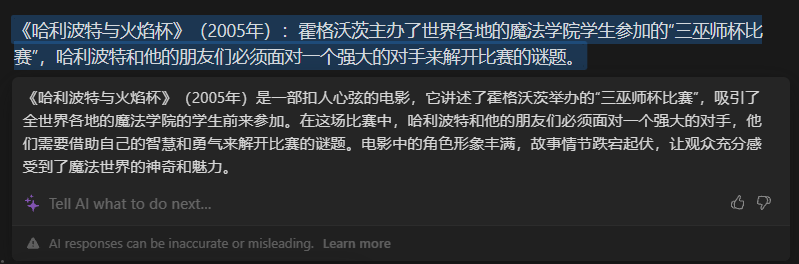 《哈利波特与火焰杯》（2005年）：霍格沃茨主办了世界各地的魔法学院学生参加的“三巫师杯比
赛”，哈利波特和他的朋友们必须面对一个强大的对手来解开比赛的谜题。
《哈利波特与火焰杯》（2005年）是一部扣人心弦的电影，它讲述了霍格沃茨举办的“三巫师杯比赛”，吸引了
全世界各地的魔法学院的学生前来参加。在这场比赛中，哈利波特和他的朋友们必须面对一个强大的对手，他
们需要借助自己的智慧和勇气来解开比赛的谜题。电影中的角色形象丰满，故事情节跌宕起伏，让观众充分感
受到了魔法世界的神奇和魅力。
Tell AI what to do next...
AI responses can be inaccurate or misleading. Learn more